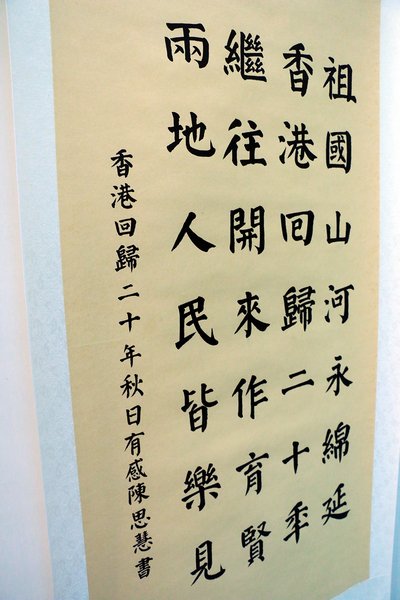 祖國山河永綿延
香港回歸二十年
繼往開來作育賢
兩地人民皆樂見
香港回歸二十年秋日有感陳思慧書